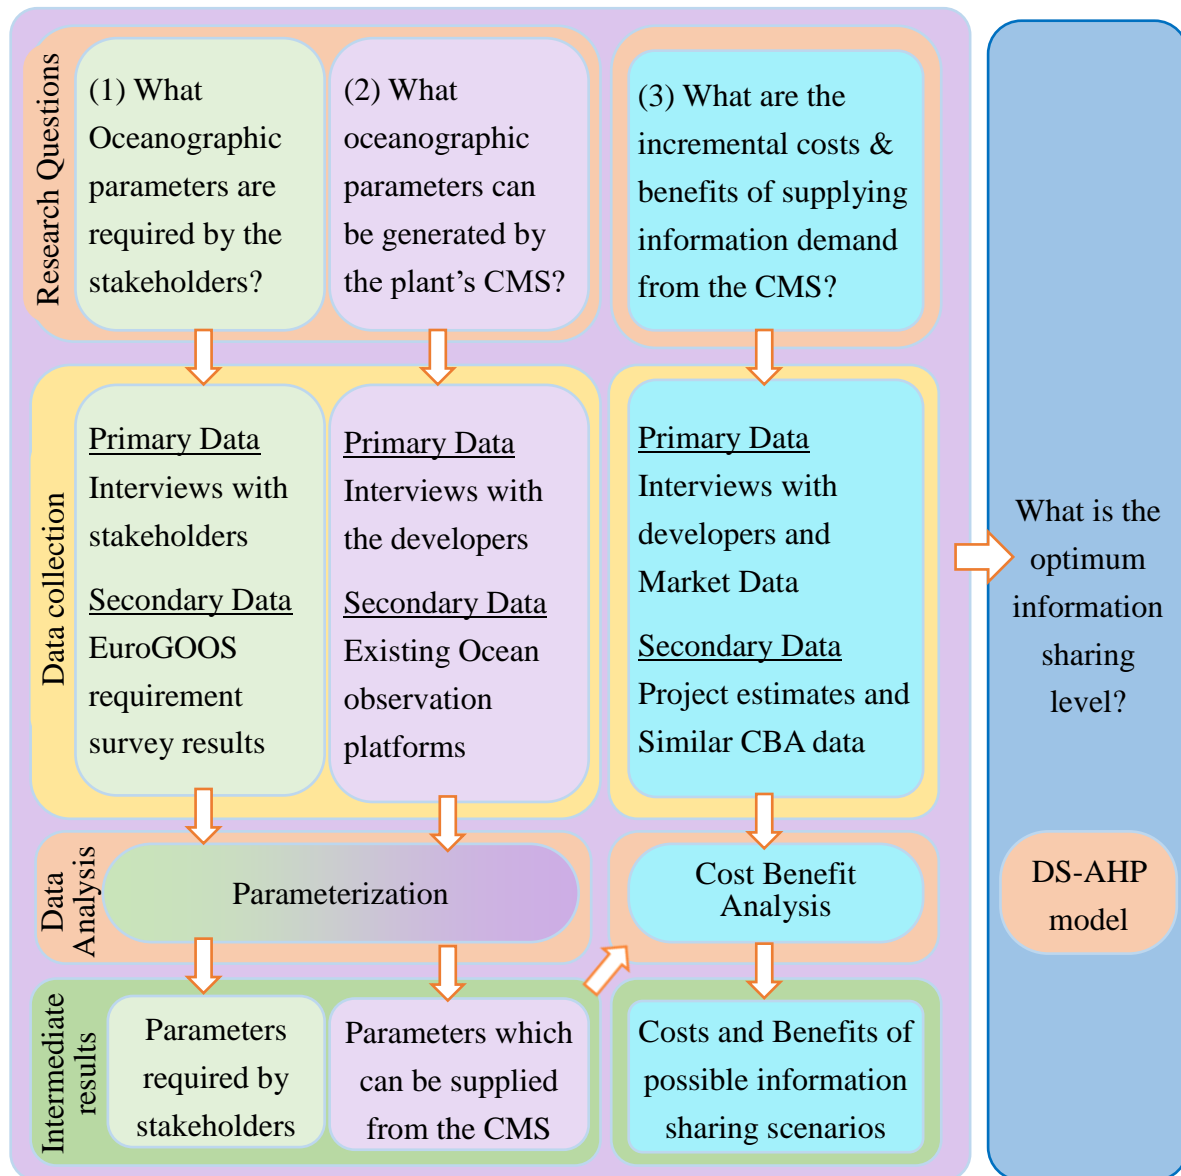 Research Questions
(1) What
Oceanographic
parameters are
required by the
stakeholders?
(2) What
oceanographic
parameters can
be generated by
the plant’s CMS?
(3) What are the
incremental costs &
benefits of supplying
information demand
from the CMS?
Data collection
Primary Data
Interviews with
stakeholders
Secondary Data
EuroGOOS
requirement
survey results
Primary Data
Interviews with
the developers
Secondary Data
Existing Ocean
observation
platforms
Primary Data
Interviews with
developers and
Market Data
Secondary Data
Project estimates and
Similar CBA data
Data
Analysis
Parameterization
Cost Benefit
Analysis
Intermediate
results
Parameters
required by
stakeholders
Parameters which
can be supplied
from the CMS
Costs and Benefits of
possible information
sharing scenarios
What is the
optimum
information
sharing
level?
DS-AHP
model